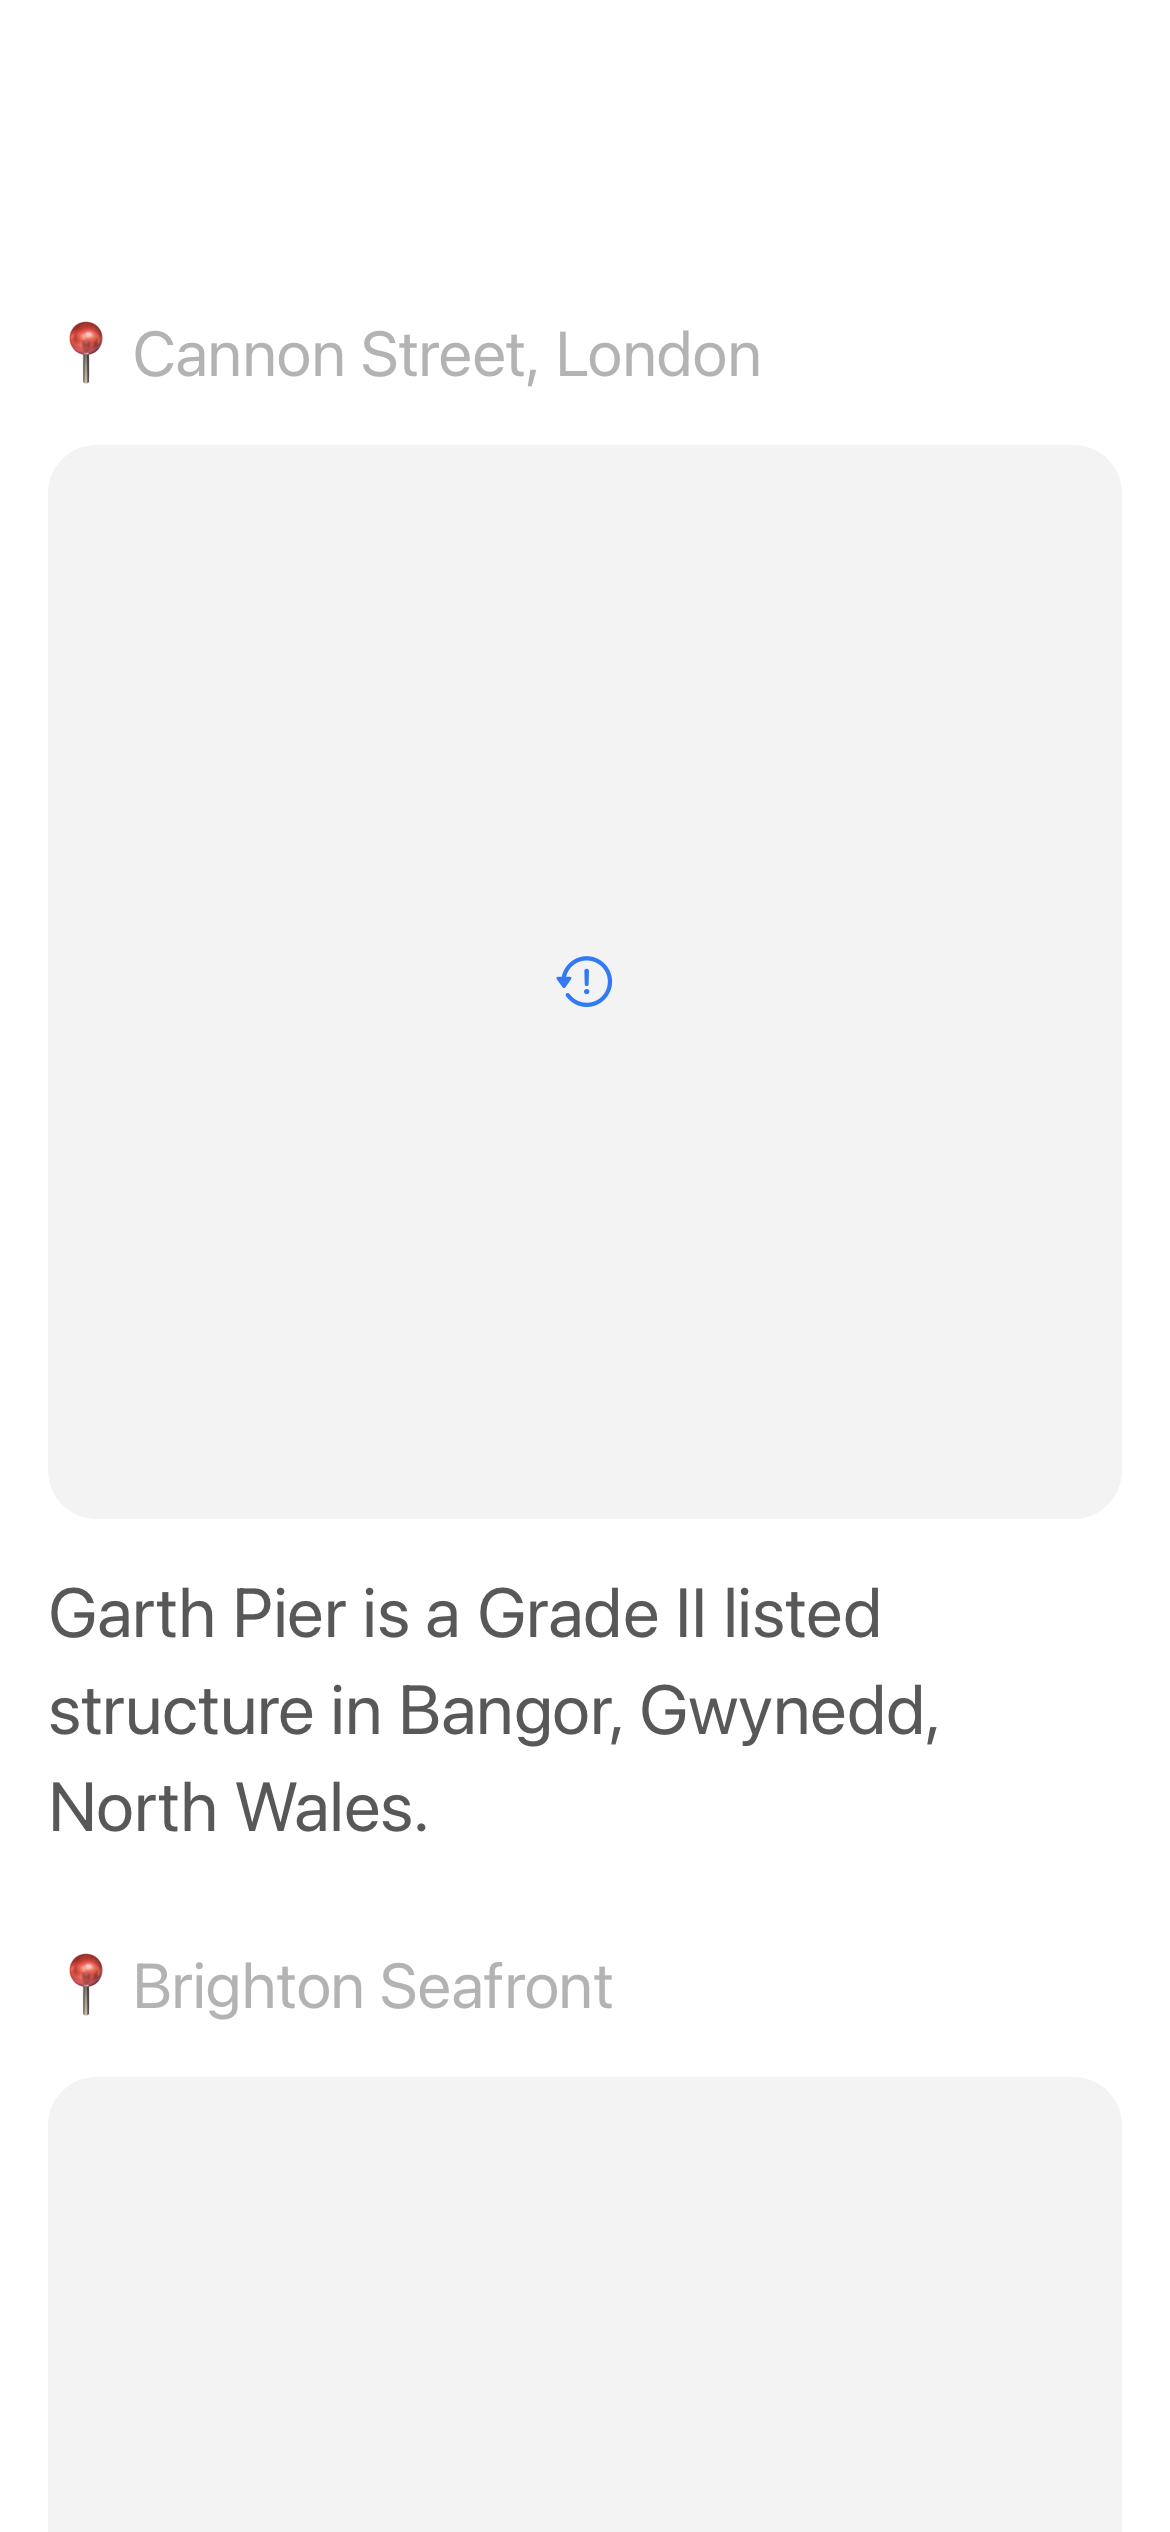 📍 Cannon Street, London
Garth Pier is a Grade II listed
structure in Bangor, Gwynedd,
North Wales.
📍 Brighton Seafront